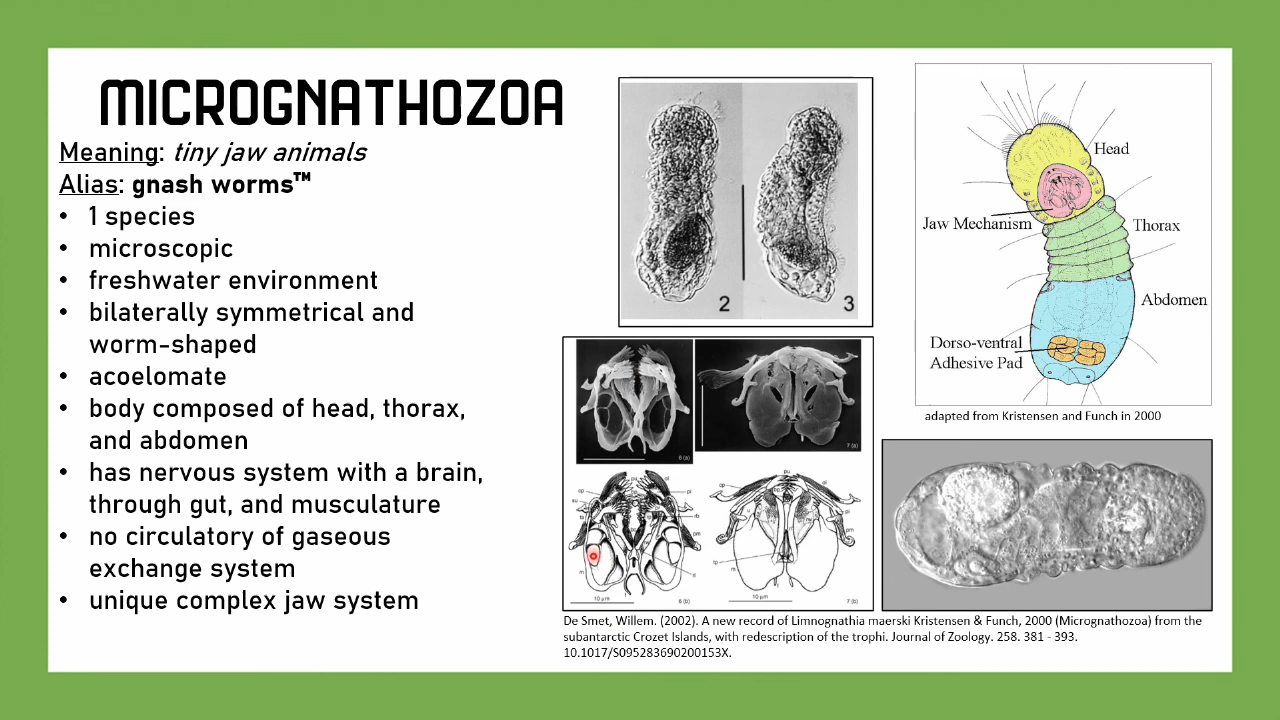 MICROGNATHOZOA
Meaning: tiny jaw animals
Alias: gnash worms™
• 1 species
• microscopic
• freshwater environment
• bilaterally symmetrical and
worm-shaped
• acoelomate
• body composed of head, thorax,
and abdomen
• has nervous system with a brain,
through gut, and musculature
• no circulatory of gaseous
exchange system
• unique complex jaw system
2
3
Head
Jaw Mechanism
Thorax
Abdomen
Dorso-ventral
Adhesive Pad
adapted from Kristensen and Funch in 2000
6 (a)
7 (a)
10 µm
6 (b)
10 µm
7 (b)
De Smet, Willem. (2002). A new record of Limnognathia maerski Kristensen & Funch, 2000 (Micrognathozoa) from the
subantarctic Crozet Islands, with redescription of the trophi. Journal of Zoology. 258. 381 - 393.
10.1017/S095283690200153X.